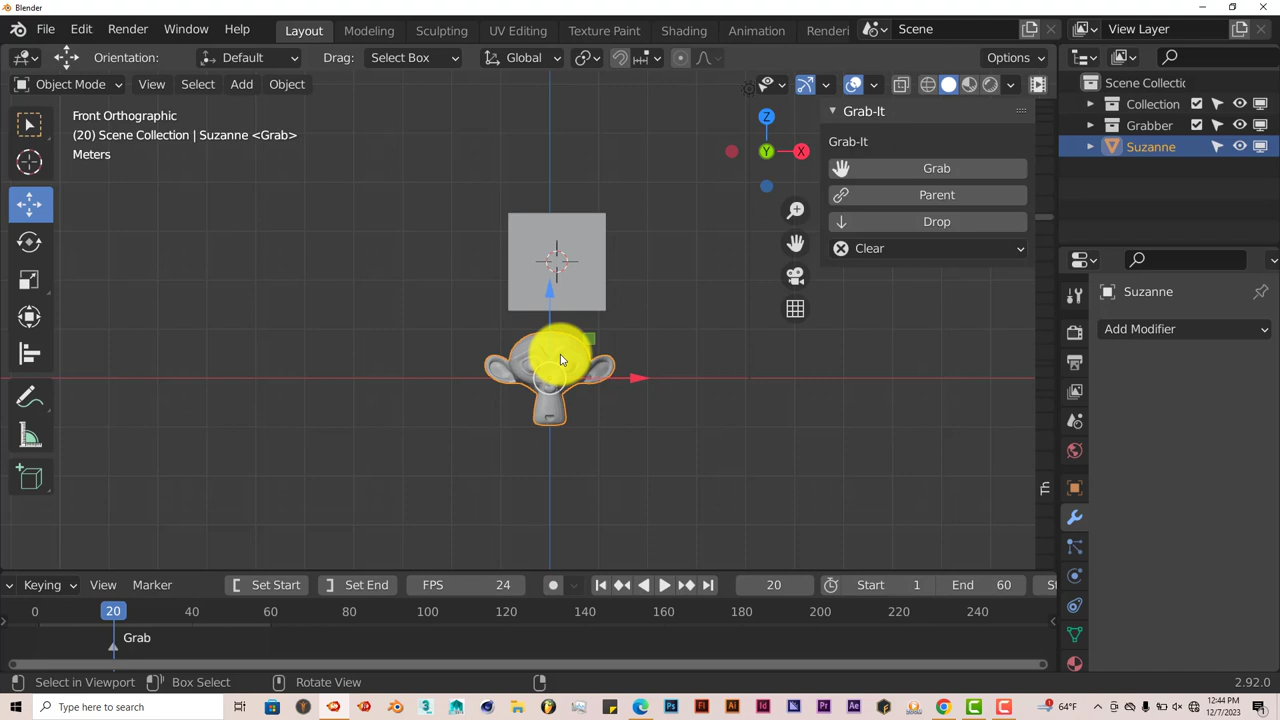 Blender
File Edit Render Window Help Layout Modeling Sculpting UV Editing Texture Paint Shading Animation Renderi Scene View Layer
Orientation: Default Drag: Select Box Global Options
Object Mode View Select Add Object
Front Orthographic
(20) Scene Collection | Suzanne <Grab>
Meters
Z
Y
X
Grab-It
Grab-It
Grab
Parent
Drop
Clear
Scene Collectic
Collection
Grabber
Suzanne
Suzanne
Add Modifier
Keying View Marker [ Set Start ] Set End FPS 24 20 Start 1 End 60 St
0 20 40 60 80 100 120 140 160 180 200 220 240
Grab
Select in Viewport Box Select Rotate View 2.92.0
Type here to search
64°F
12:44 PM
12/7/2023